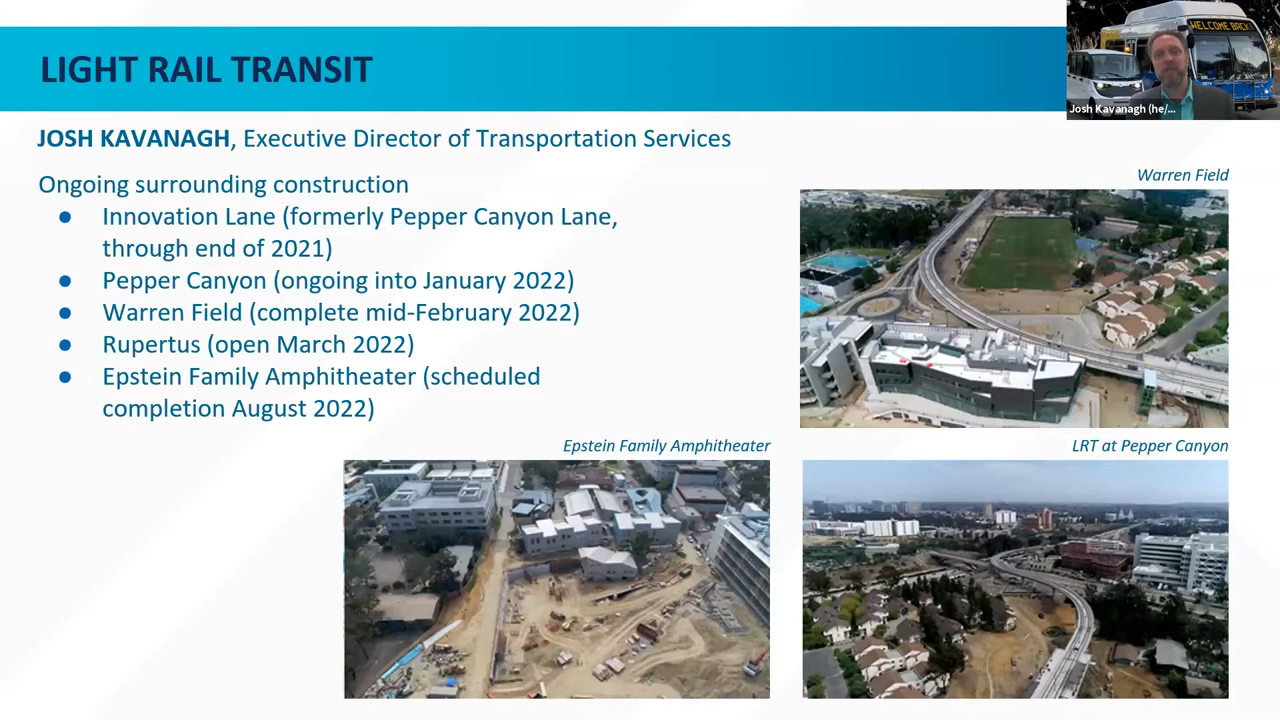 LIGHT RAIL TRANSIT
WELCOME BACK!
Josh Kavanagh (he/...
JOSH KAVANAGH, Executive Director of Transportation Services
Ongoing surrounding construction
● Innovation Lane (formerly Pepper Canyon Lane,
through end of 2021)
● Pepper Canyon (ongoing into January 2022)
● Warren Field (complete mid-February 2022)
● Rupertus (open March 2022)
● Epstein Family Amphitheater (scheduled
completion August 2022)
Warren Field
Epstein Family Amphitheater
LRT at Pepper Canyon